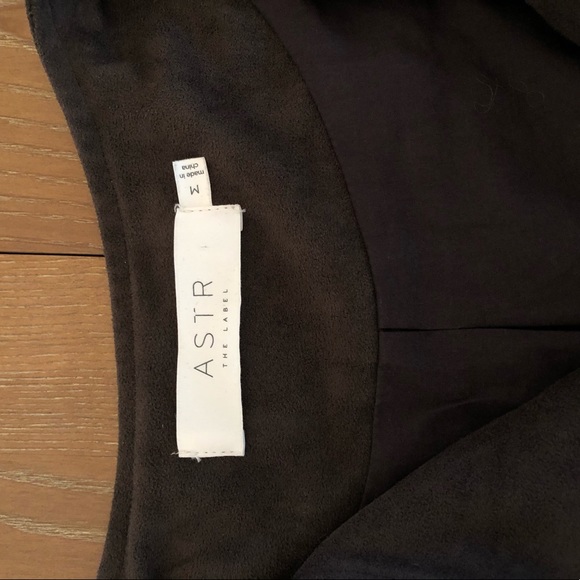 ASTR
THE LABEL
M
made in
china